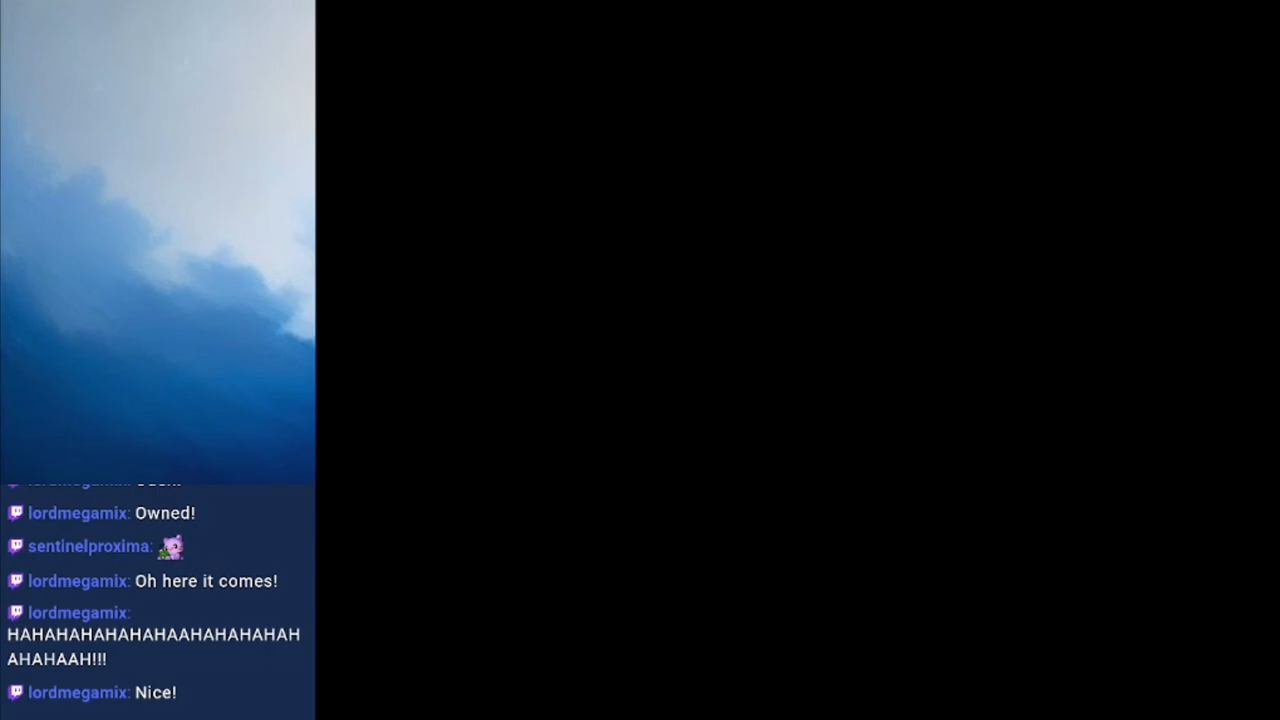 lordmegamix: Owned!
sentinelproxima:
lordmegamix: Oh here it comes!
lordmegamix:
HAHAHAHAHAHAHAAHAHAHAHAH
AHAHAAH!!!
lordmegamix: Nice!